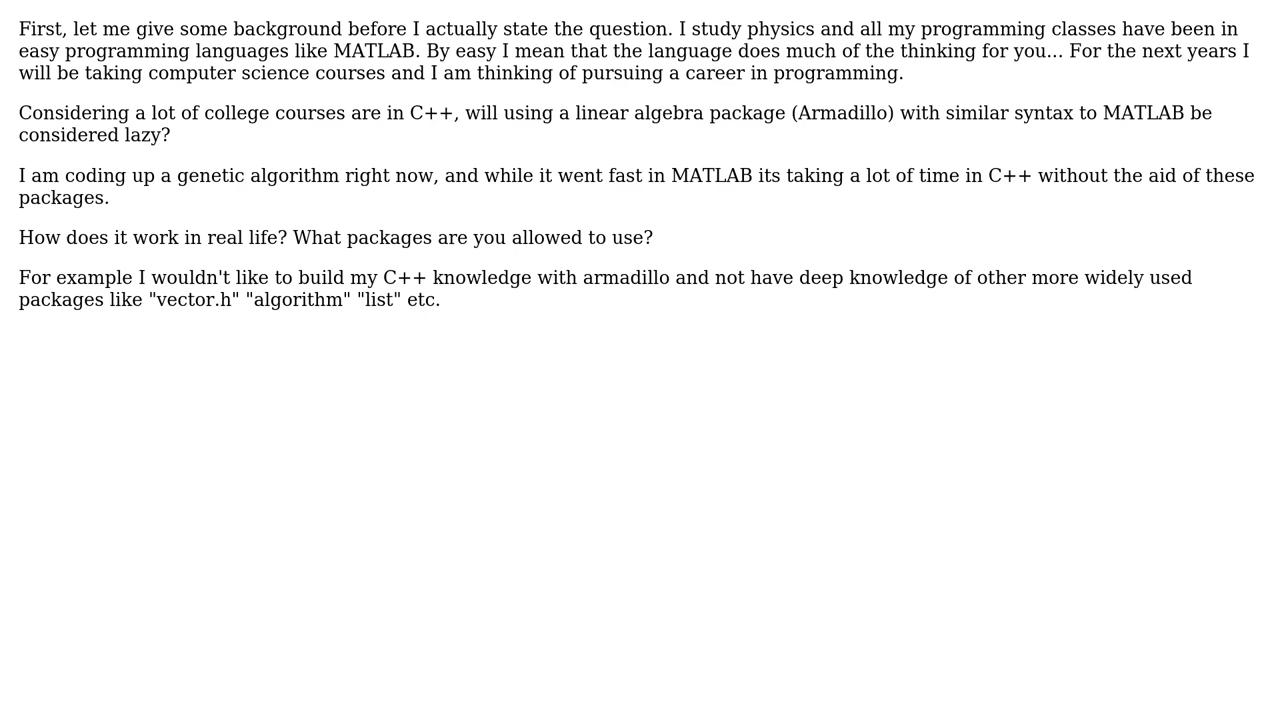 First, let me give some background before I actually state the question. I study physics and all my programming classes have been in
easy programming languages like MATLAB. By easy I mean that the language does much of the thinking for you... For the next years I
will be taking computer science courses and I am thinking of pursuing a career in programming.
Considering a lot of college courses are in C++, will using a linear algebra package (Armadillo) with similar syntax to MATLAB be
considered lazy?
I am coding up a genetic algorithm right now, and while it went fast in MATLAB its taking a lot of time in C++ without the aid of these
packages.
How does it work in real life? What packages are you allowed to use?
For example I wouldn't like to build my C++ knowledge with armadillo and not have deep knowledge of other more widely used
packages like "vector.h" "algorithm" "list" etc.